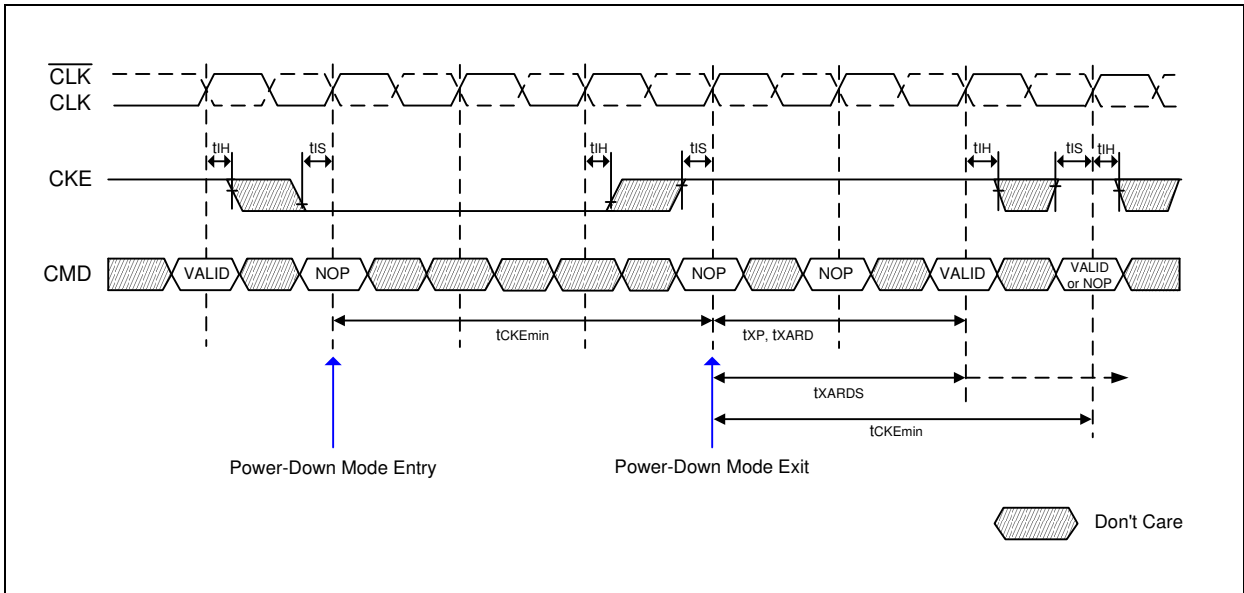 CLK
CLK
tIH tIS tIH tIS tIH tIS tIH
CKE
CMD VALID NOP NOP NOP VALID VALID
or NOP
tCKEmin tXP, tXARD
tXARDS
tCKEmin
Power-Down Mode Entry Power-Down Mode Exit
Don't Care